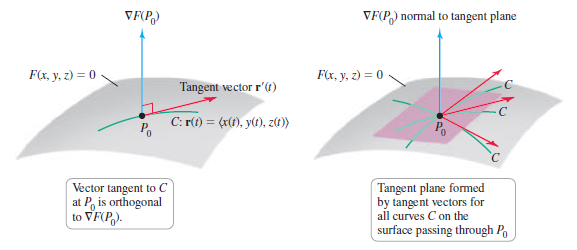 ∇F(P₀)
F(x, y, z) = 0
Tangent vector r′(t)
C: r(t) = ⟨x(t), y(t), z(t)⟩
P₀
Vector tangent to C
at P₀ is orthogonal
to ∇F(P₀).
∇F(P₀) normal to tangent plane
F(x, y, z) = 0
C
C
P₀
C
Tangent plane formed
by tangent vectors for
all curves C on the
surface passing through P₀